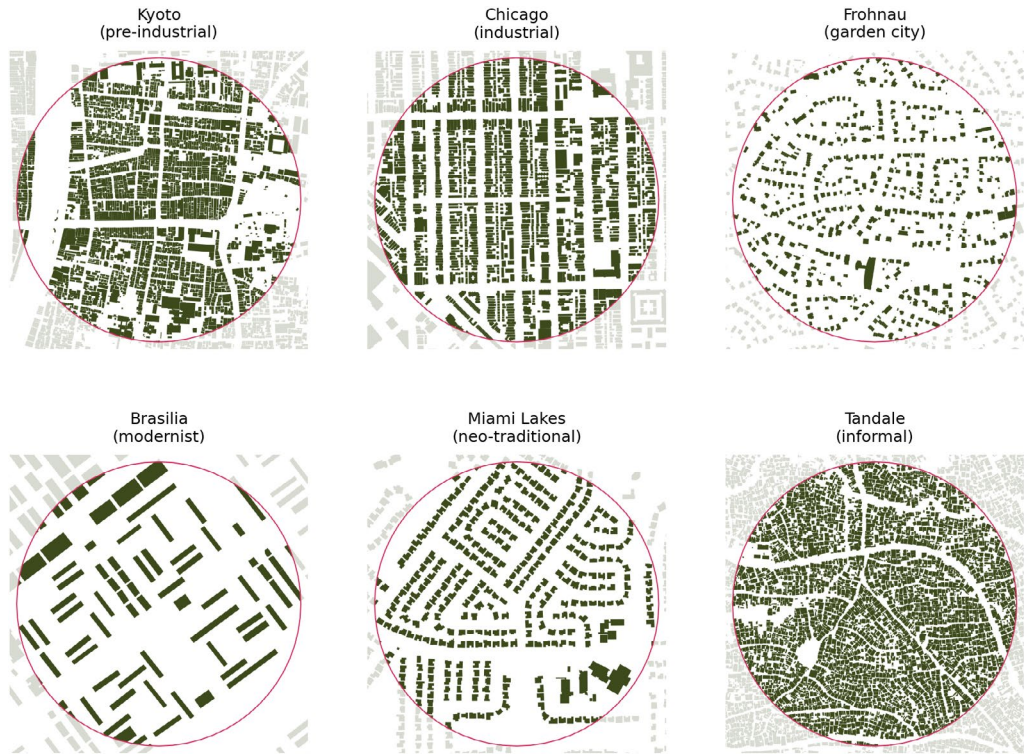 Kyoto
(pre-industrial)
Chicago
(industrial)
Frohnau
(garden city)
Brasilia
(modernist)
Miami Lakes
(neo-traditional)
Tandale
(informal)